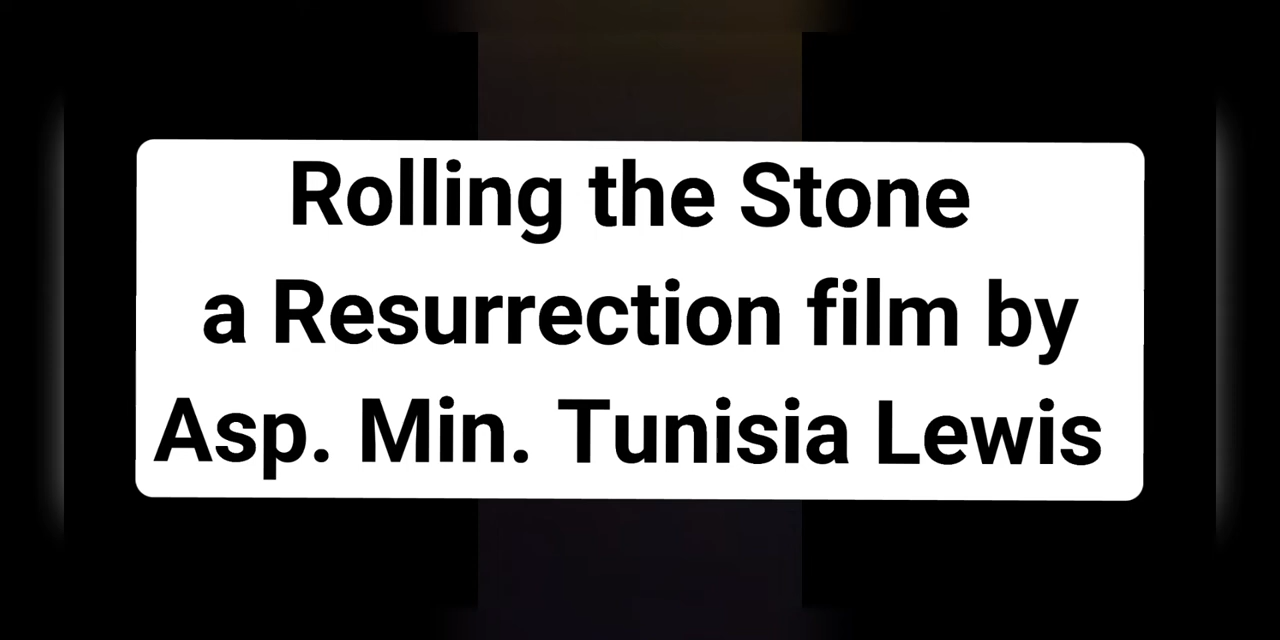 Rolling the Stone
a Resurrection film by
Asp. Min. Tunisia Lewis